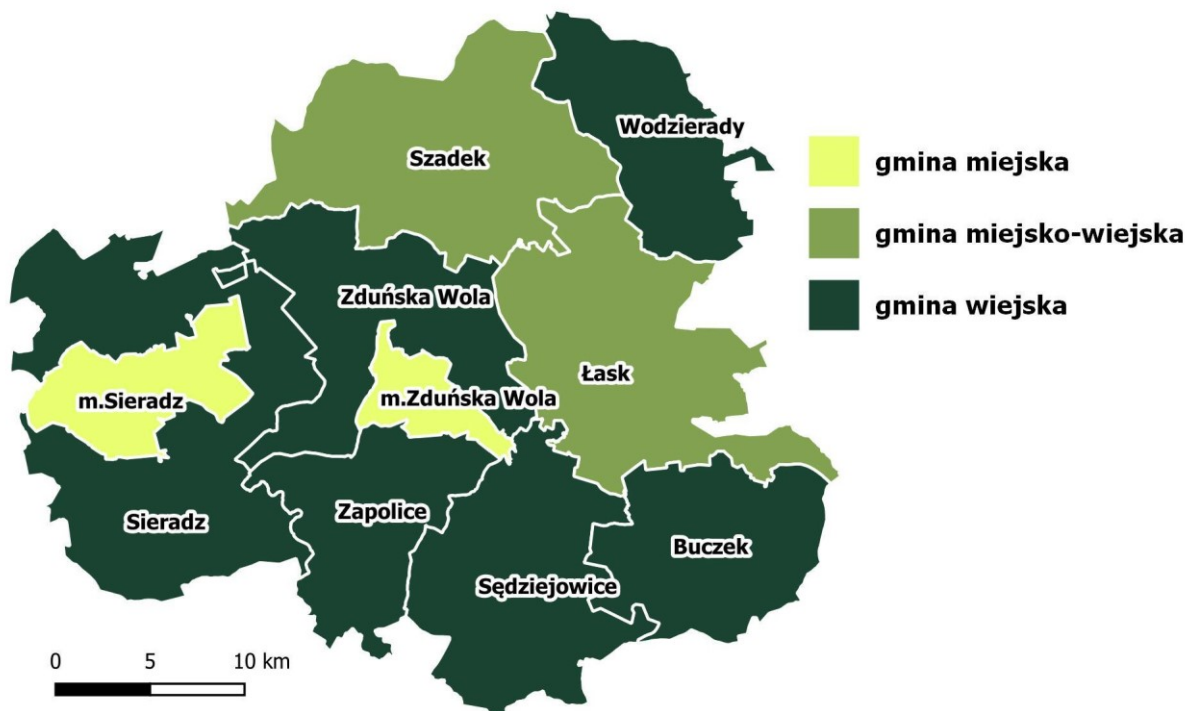 Wodzierady
Szadek
gmina miejska
gmina miejsko-wiejska
gmina wiejska
Zduńska Wola
Łask
m.Sieradz
m.Zduńska Wola
Zapolice
Sieradz
Buczek
Sędziejowice
0 5 10 km